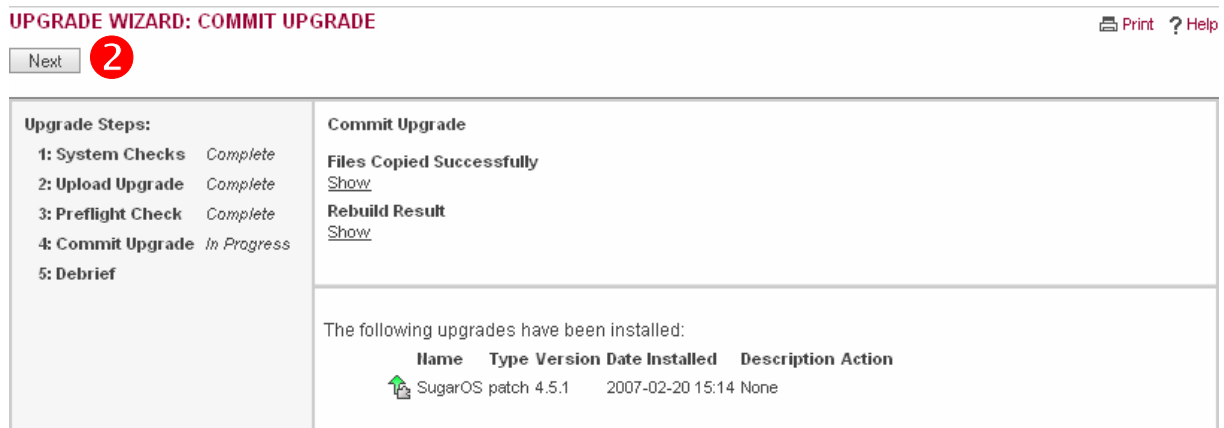 UPGRADE WIZARD: COMMIT UPGRADE
Print ? Help
Next 2
Upgrade Steps:
1: System Checks Complete
2: Upload Upgrade Complete
3: Preflight Check Complete
4: Commit Upgrade In Progress
5: Debrief
Commit Upgrade
Files Copied Successfully
Show
Rebuild Result
Show
The following upgrades have been installed:
Name Type Version Date Installed Description Action
SugarOS patch 4.5.1 2007-02-20 15:14 None